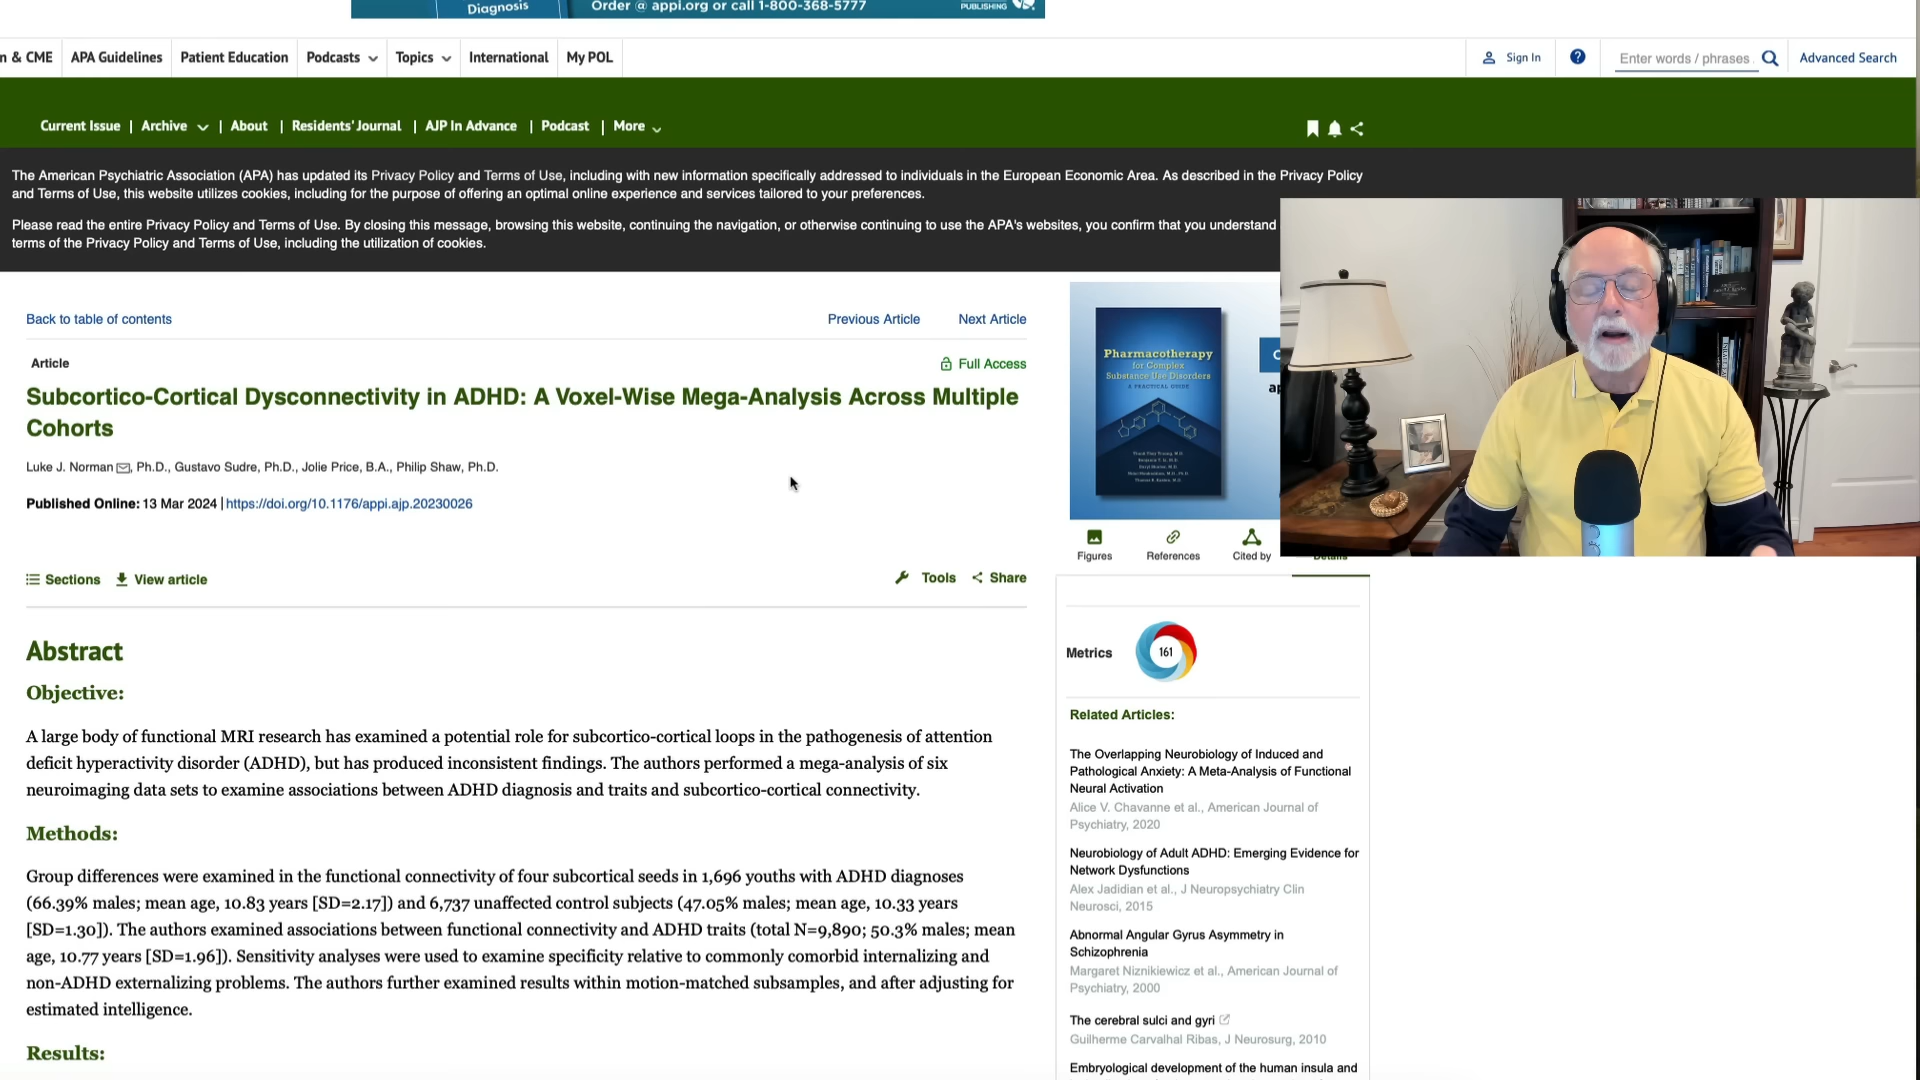 Diagnosis
Order @ appi.org or call 1-800-368-5777
PUBLISHING
n & CME
APA Guidelines
Patient Education
Podcasts
Topics
International
My POL
Sign In
?
Enter words / phrases
Advanced Search
Current Issue | Archive | About | Residents' Journal | AJP In Advance | Podcast | More
The American Psychiatric Association (APA) has updated its Privacy Policy and Terms of Use, including with new information specifically addressed to individuals in the European Economic Area. As described in the Privacy Policy
and Terms of Use, this website utilizes cookies, including for the purpose of offering an optimal online experience and services tailored to your preferences.
Please read the entire Privacy Policy and Terms of Use. By closing this message, browsing this website, continuing the navigation, or otherwise continuing to use the APA's websites, you confirm that you understand
terms of the Privacy Policy and Terms of Use, including the utilization of cookies.
Back to table of contents
Previous Article
Next Article
Article
Full Access
Subcortico-Cortical Dysconnectivity in ADHD: A Voxel-Wise Mega-Analysis Across Multiple
Cohorts
Luke J. Norman, Ph.D., Gustavo Sudre, Ph.D., Jolie Price, B.A., Philip Shaw, Ph.D.
Published Online: 13 Mar 2024 | https://doi.org/10.1176/appi.ajp.20230026
Sections
View article
Tools
Share
Abstract
Objective:
A large body of functional MRI research has examined a potential role for subcortico-cortical loops in the pathogenesis of attention
deficit hyperactivity disorder (ADHD), but has produced inconsistent findings. The authors performed a mega-analysis of six
neuroimaging data sets to examine associations between ADHD diagnosis and traits and subcortico-cortical connectivity.
Methods:
Group differences were examined in the functional connectivity of four subcortical seeds in 1,696 youths with ADHD diagnoses
(66.39% males; mean age, 10.83 years [SD=2.17]) and 6,737 unaffected control subjects (47.05% males; mean age, 10.33 years
[SD=1.30]). The authors examined associations between functional connectivity and ADHD traits (total N=9,890; 50.3% males; mean
age, 10.77 years [SD=1.96]). Sensitivity analyses were used to examine specificity relative to commonly comorbid internalizing and
non-ADHD externalizing problems. The authors further examined results within motion-matched subsamples, and after adjusting for
estimated intelligence.
Results:
Pharmacotherapy
for Complex
Substance Use Disorders
A PRACTICAL GUIDE
ap
Figures
References
Cited by
Details
Metrics
161
Related Articles:
The Overlapping Neurobiology of Induced and
Pathological Anxiety: A Meta-Analysis of Functional
Neural Activation
Alice V. Chavanne et al., American Journal of
Psychiatry, 2020
Neurobiology of Adult ADHD: Emerging Evidence for
Network Dysfunctions
Alex Jadidian et al., J Neuropsychiatry Clin
Neurosci, 2015
Abnormal Angular Gyrus Asymmetry in
Schizophrenia
Margaret Niznikiewicz et al., American Journal of
Psychiatry, 2000
The cerebral sulci and gyri
Guilherme Carvalhal Ribas, J Neurosurg, 2010
Embryological development of the human insula and